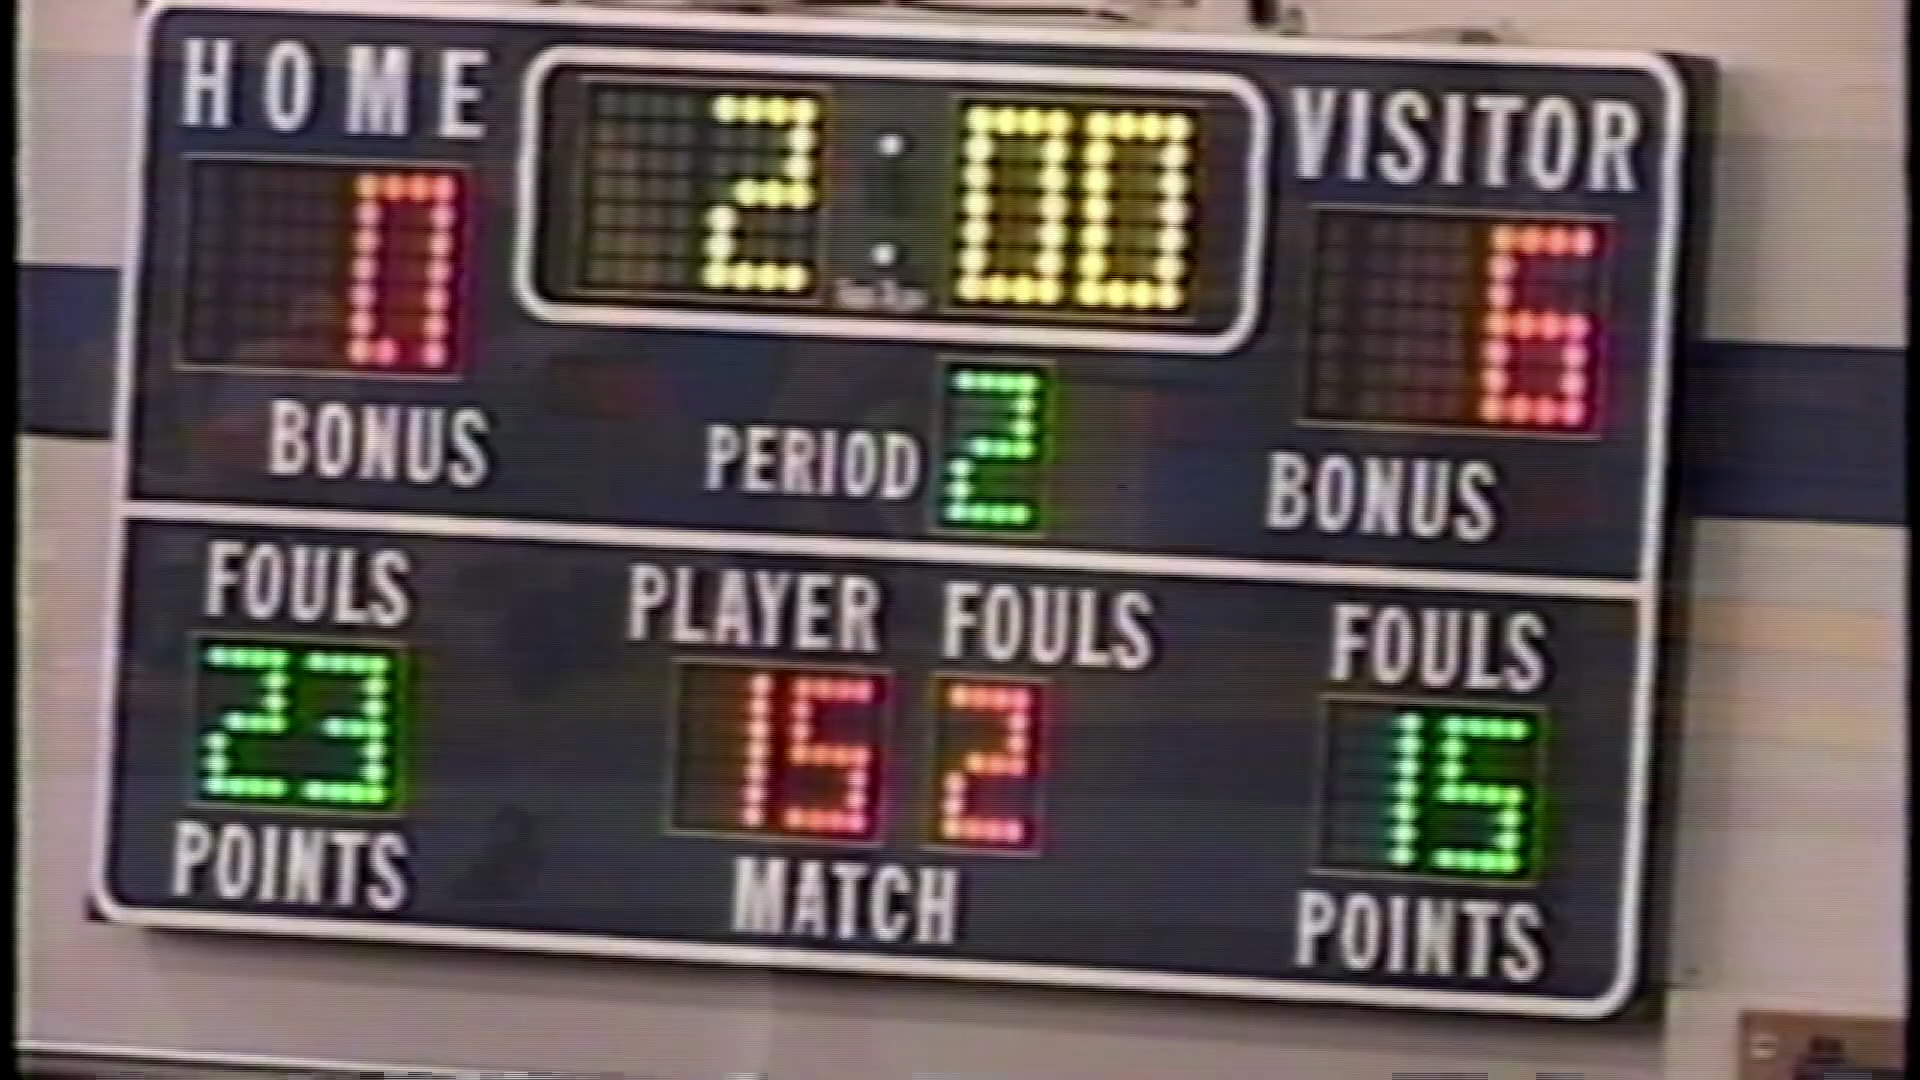 HOME 2:00 VISITOR
0 6
BONUS PERIOD 2 BONUS
FOULS PLAYER FOULS FOULS
23 15 2 15
POINTS MATCH POINTS